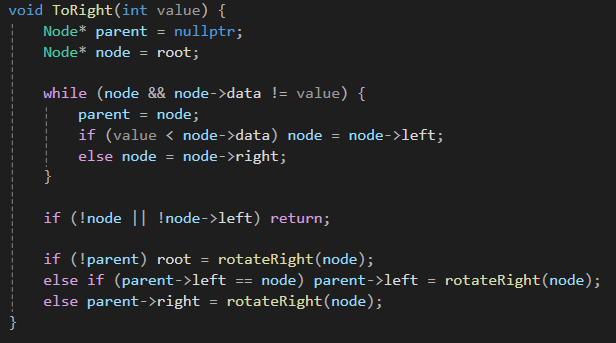 void ToRight(int value) {
    Node* parent = nullptr;
    Node* node = root;

    while (node && node->data != value) {
        parent = node;
        if (value < node->data) node = node->left;
        else node = node->right;
    }

    if (!node || !node->left) return;

    if (!parent) root = rotateRight(node);
    else if (parent->left == node) parent->left = rotateRight(node);
    else parent->right = rotateRight(node);
}